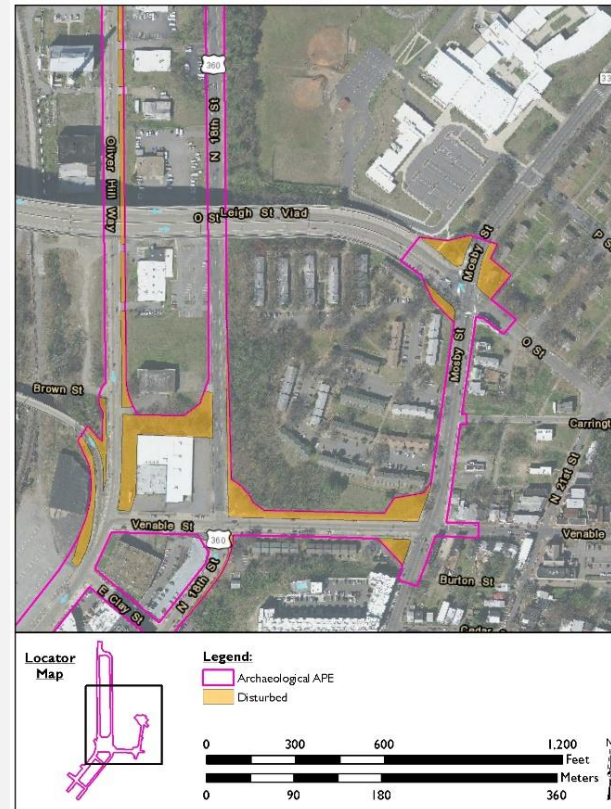 360
33
Oliver Hill Way
N 18th St
O St
Leigh St Viad
Mosby St
P S
Mosby St
O St
Brown St
Carring
N 21st St
Venable St
Venable
360
Burton St
N 18th St
E Clay St
Cedar
Locator
Map
Legend:
Archaeological APE
Disturbed
0 300 600 1,200
Feet
Meters
0 90 180 360